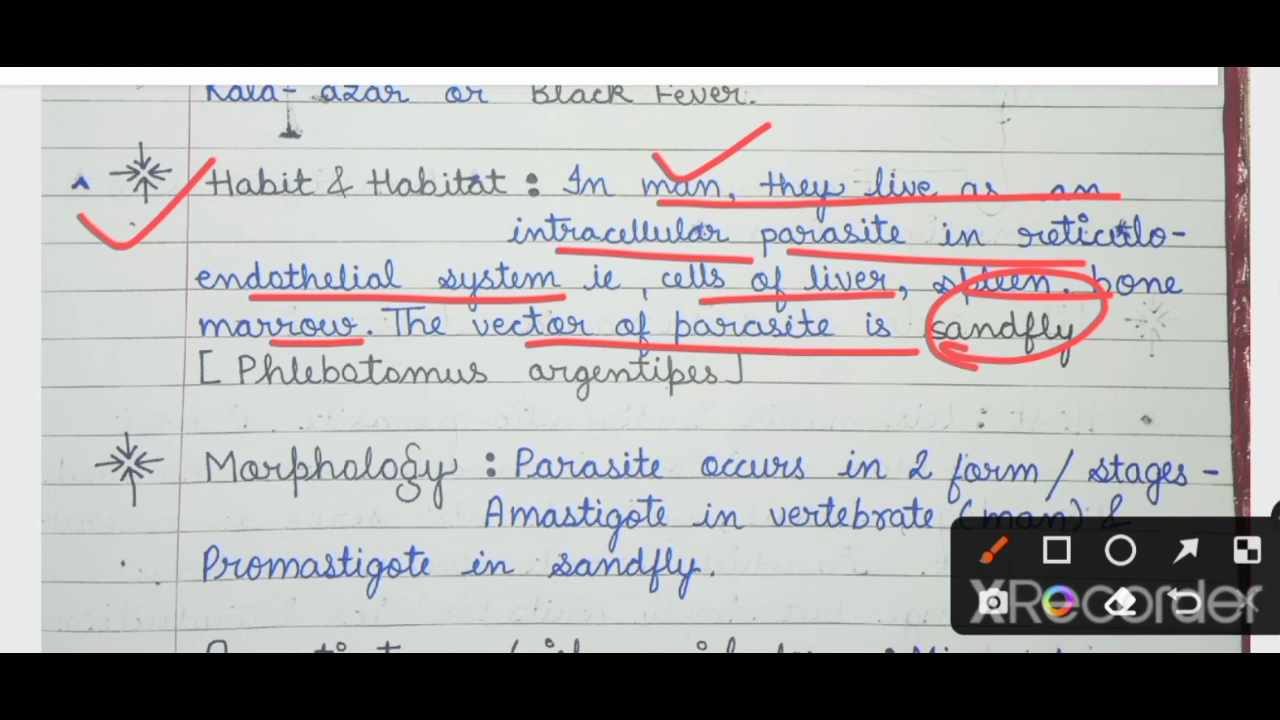 Kala-azar or Black Fever.
Habit & Habitat : In man, they live as an
intracellular parasite in reticulo-
endothelial system ie, cells of liver, spleen, bone
marrow. The vector of parasite is sandfly
[Phlebotomus argentipes]
Morphology : Parasite occurs in 2 form / stages -
Amastigote in vertebrate (man) &
Promastigote in sandfly.
XRecorder